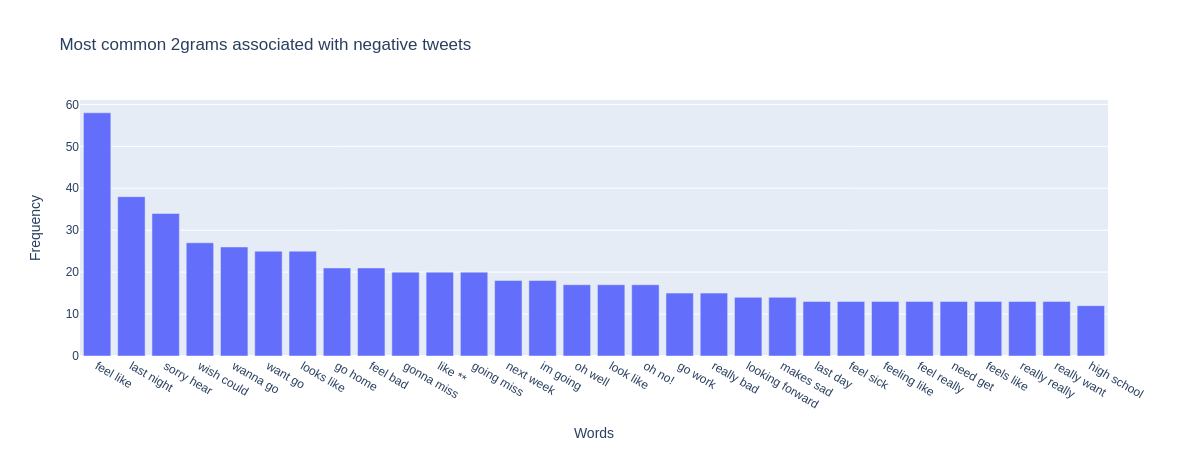 Most common 2grams associated with negative tweets
Frequency
60
50
40
30
20
10
0
feel like
last night
sorry hear
wish could
wanna go
want go
looks like
go home
feel bad
gonna miss
like **
going miss
next week
im going
oh well
look like
oh no!
go work
really bad
looking forward
makes sad
last day
feel sick
feeling like
feel really
need get
feels like
really really
really want
high school
Words